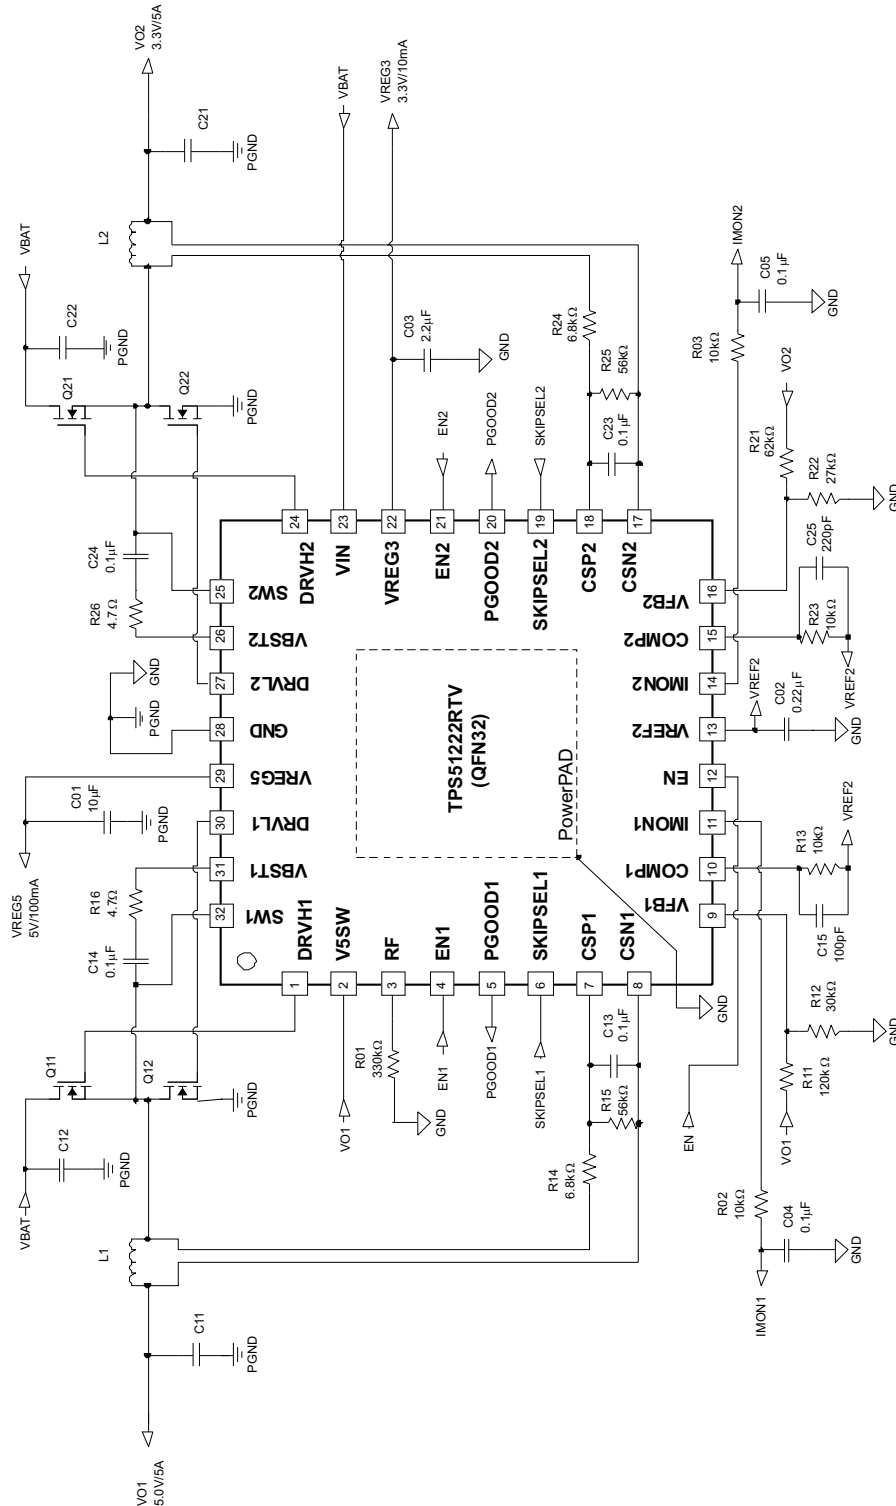 VO1
5.0V/5A
C11
PGND
L1
VBAT
C12
PGND
Q11
Q12
PGND
C14
0.1µF
R16
4.7Ω
VREG5
5V/100mA
C01
10µF
PGND
PGND
GND
R26
4.7Ω
C24
0.1µF
Q21
Q22
PGND
C22
PGND
VBAT
L2
C21
PGND
VO2
3.3V/5A
VBAT
VREG3
3.3V/10mA
C03
2.2µF
GND
EN2
PGOOD2
SKIPSEL2
R24
6.8kΩ
R25
56kΩ
C23
0.1µF
32
31
30
29
28
27
26
25
SW1
VBST1
DRVL1
VREG5
GND
DRVL2
VBST2
SW2
1
DRVH1
2
V5SW
3
RF
4
EN1
5
PGOOD1
6
SKIPSEL1
7
CSP1
8
CSN1
24
DRVH2
23
VIN
22
VREG3
21
EN2
20
PGOOD2
19
SKIPSEL2
18
CSP2
17
CSN2
TPS51222RTV
(QFN32)
PowerPAD
VFB1
COMP1
IMON1
EN
VREF2
IMON2
COMP2
VFB2
9
10
11
12
13
14
15
16
VO1
R01
330kΩ
GND
EN1
PGOOD1
SKIPSEL1
R14
6.8kΩ
R15
56kΩ
C13
0.1µF
GND
EN
VO1
R11
120kΩ
R12
30kΩ
GND
C15
100pF
R13
10kΩ
VREF2
IMON1
R02
10kΩ
C04
0.1µF
GND
VREF2
C02
0.22µF
GND
VREF2
R23
10kΩ
C25
220pF
R22
27kΩ
GND
R21
62kΩ
VO2
R03
10kΩ
IMON2
C05
0.1µF
GND